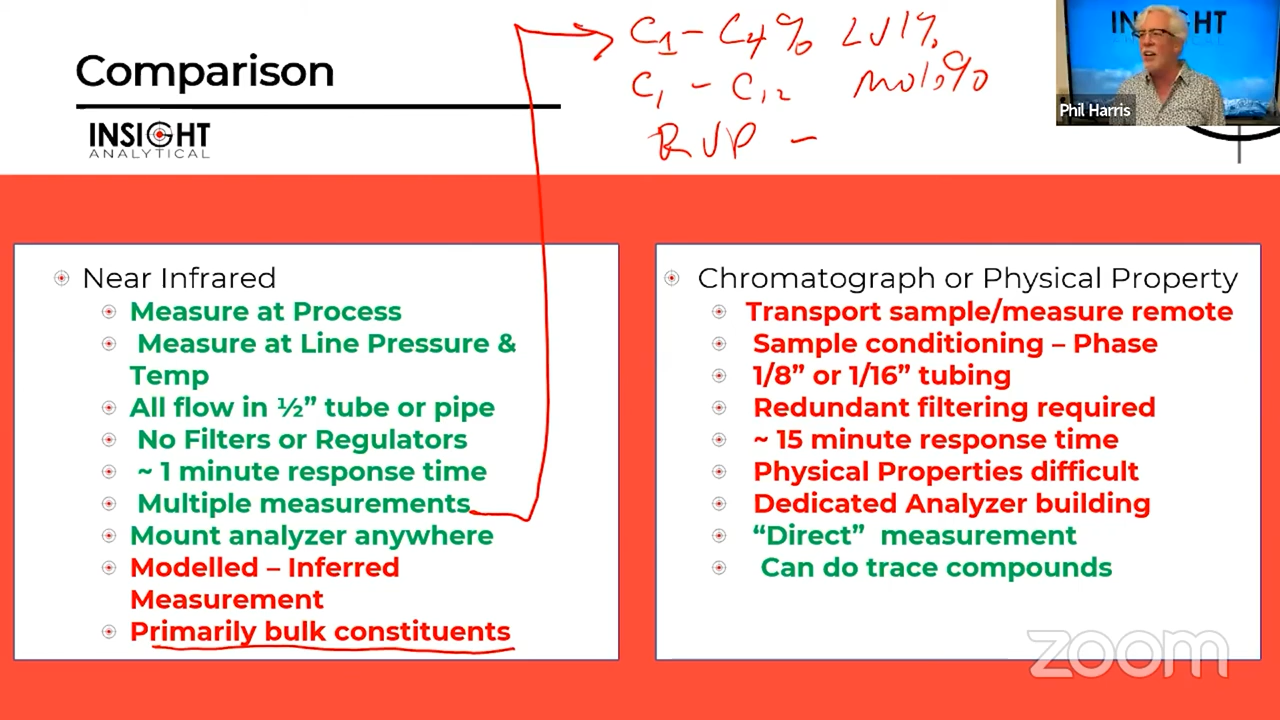 Comparison
INSIGHT
ANALYTICAL
C1 - C4% LV%
C1 - C12 mol%
RVP -
INSIGHT
Phil Harris
Near Infrared
Measure at Process
Measure at Line Pressure &
Temp
All flow in ½” tube or pipe
No Filters or Regulators
~ 1 minute response time
Multiple measurements
Mount analyzer anywhere
Modelled – Inferred
Measurement
Primarily bulk constituents
Chromatograph or Physical Property
Transport sample/measure remote
Sample conditioning – Phase
1/8” or 1/16” tubing
Redundant filtering required
~ 15 minute response time
Physical Properties difficult
Dedicated Analyzer building
“Direct” measurement
Can do trace compounds
zoom